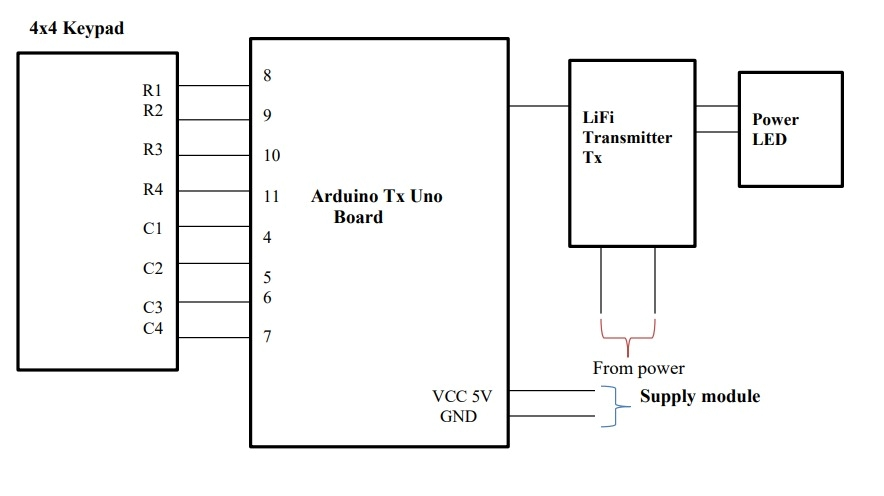 4x4 Keypad
R1
R2
R3
R4
C1
C2
C3
C4
8
9
10
11
4
5
6
7
Arduino Tx Uno
Board
VCC 5V
GND
LiFi
Transmitter
Tx
Power
LED
From power
Supply module